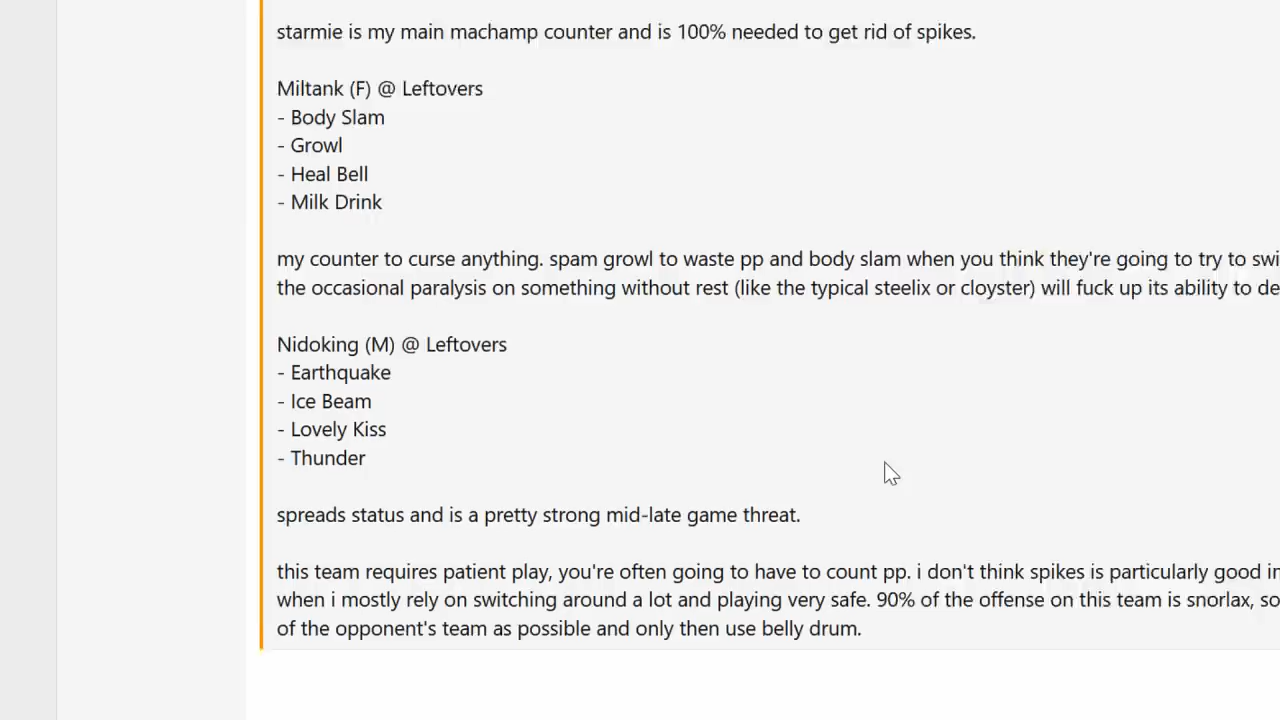 starmie is my main machamp counter and is 100% needed to get rid of spikes.
Miltank (F) @ Leftovers
- Body Slam
- Growl
- Heal Bell
- Milk Drink
my counter to curse anything. spam growl to waste pp and body slam when you think they're going to try to swi
the occasional paralysis on something without rest (like the typical steelix or cloyster) will fuck up its ability to de
Nidoking (M) @ Leftovers
- Earthquake
- Ice Beam
- Lovely Kiss
- Thunder
spreads status and is a pretty strong mid-late game threat.
this team requires patient play, you're often going to have to count pp. i don't think spikes is particularly good in
when i mostly rely on switching around a lot and playing very safe. 90% of the offense on this team is snorlax, so
of the opponent's team as possible and only then use belly drum.